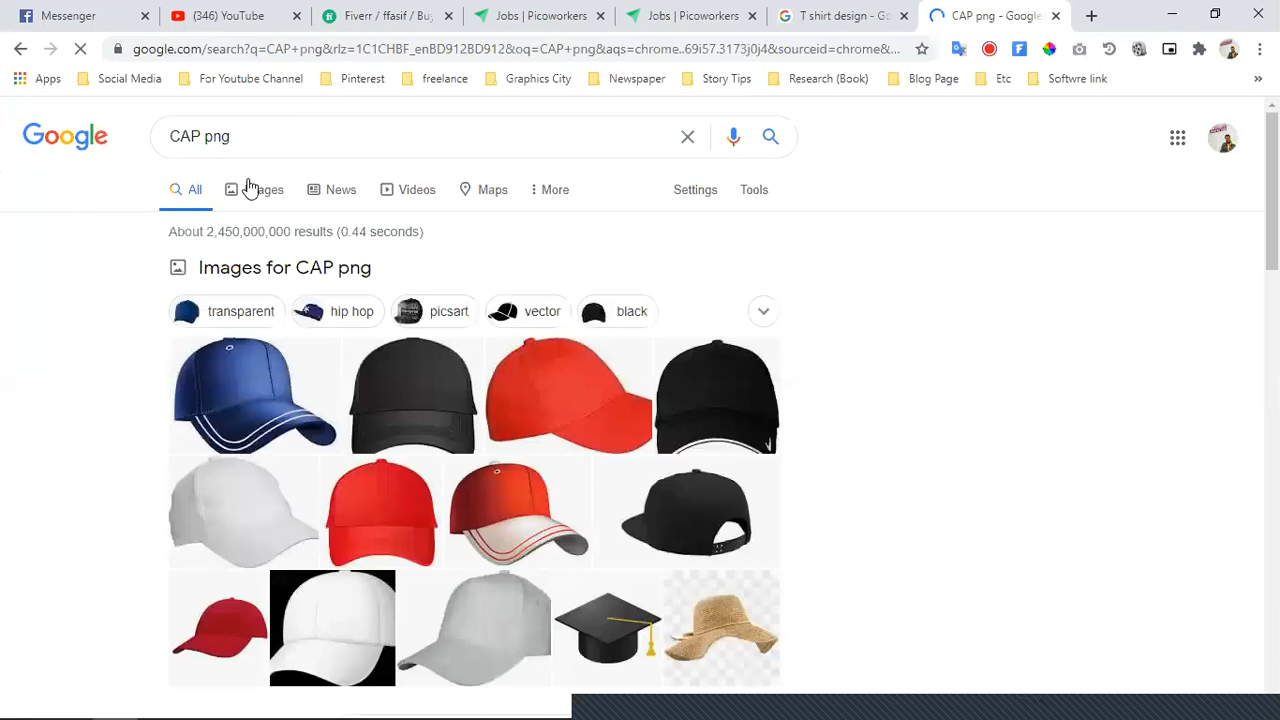 Messenger
(346) YouTube
Fiverr / ffasif / Bu
Jobs | Picoworkers
Jobs | Picowork
T shirt design - Go
CAP png - Google
google.com/search?q=CAP+png&rlz=1C1CHBF_enBD912BD912&oq=CAP+png&aqs=chrome..69i57.3173j0j4&sourceid=chrome&...
Apps
Social Media
For Youtube Channel
Pinterest
freelance
Graphics City
Newspaper
Story Tips
Research (Book)
Blog Page
Etc
Softwre link
Google
CAP png
All
ages
News
Videos
Maps
More
Settings
Tools
About 2,450,000,000 results (0.44 seconds)
Images for CAP png
transparent
hip hop
picsart
vector
black